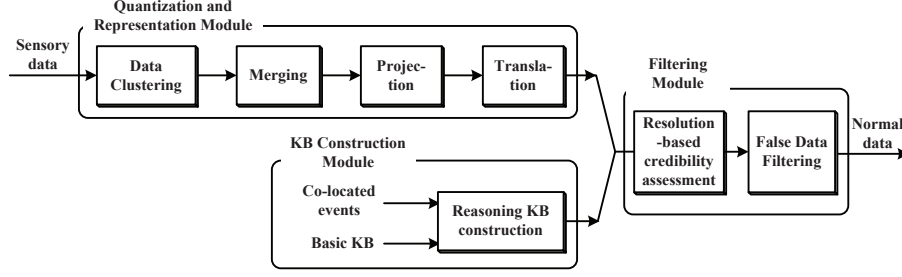 Quantization and
Representation Module
Sensory
data
Data
Clustering
Merging
Projec-
tion
Transla-
tion
Filtering
Module
Resolution
-based
credibility
assessment
False Data
Filtering
Normal
data
KB Construction
Module
Co-located
events
Basic KB
Reasoning KB
construction